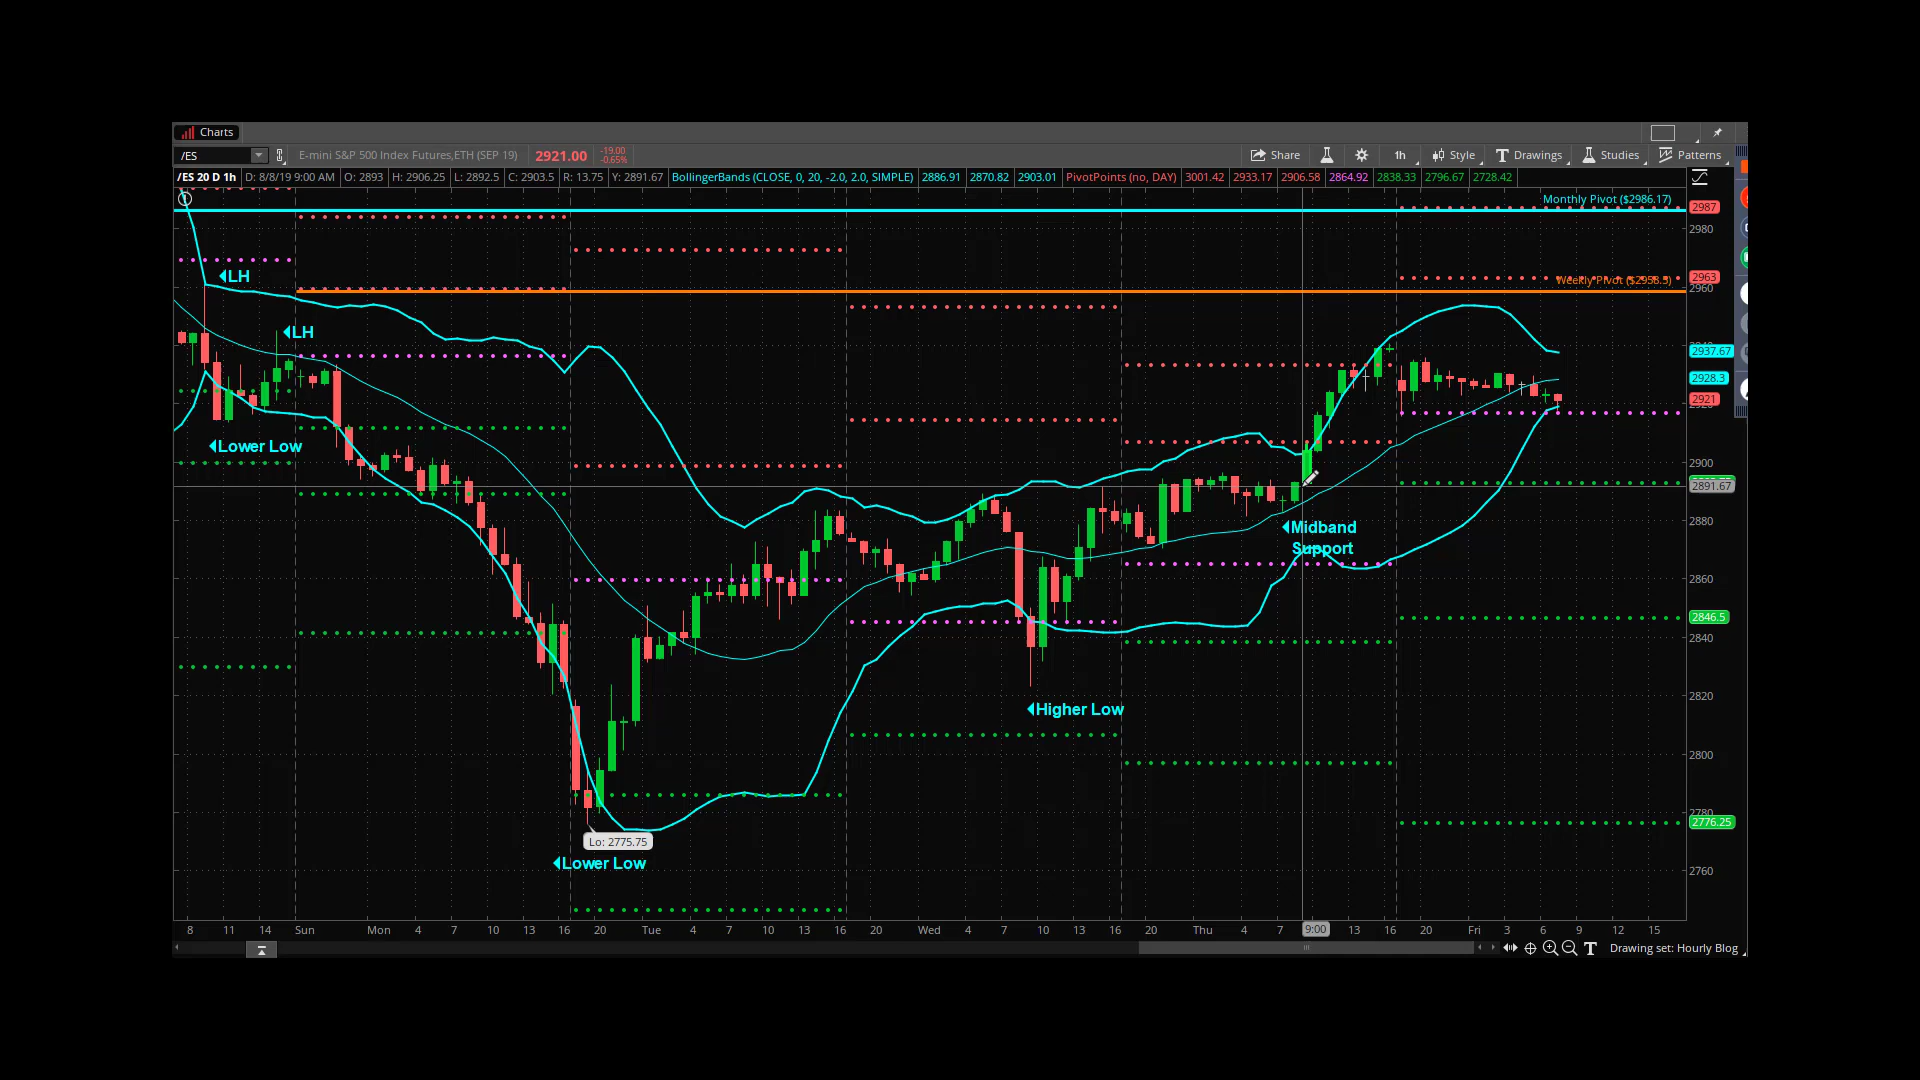 Charts
/ES E-mini S&P 500 Index Futures,ETH (SEP 19) 2921.00 -19.00 -0.65% Share 1h Style Drawings Studies Patterns
/ES 20 D 1h D: 8/8/19 9:00 AM O: 2893 H: 2906.25 L: 2892.5 C: 2903.5 R: 13.75 Y: 2891.67 BollingerBands (CLOSE, 0, 20, -2.0, 2.0, SIMPLE) 2886.91 2870.82 2903.01 PivotPoints (no, DAY) 3001.42 2933.17 2906.58 2864.92 2838.33 2796.67 2728.42
Monthly Pivot ($2986.17)
2987
2980
LH
2963
2960
LH
2937.67
2928.3
2921
Lower Low
2900
2891.67
2880
Midband
Support
2860
2846.5
2840
Higher Low
2820
2800
2776.25
Lo: 2775.75
Lower Low
2760
8 11 14 Sun Mon 4 7 10 13 16 20 Tue 4 7 10 13 16 20 Wed 4 7 10 13 16 20 Thu 4 7 9:00 13 16 20 Fri 3 6 9 12 15
Drawing set: Hourly Blog